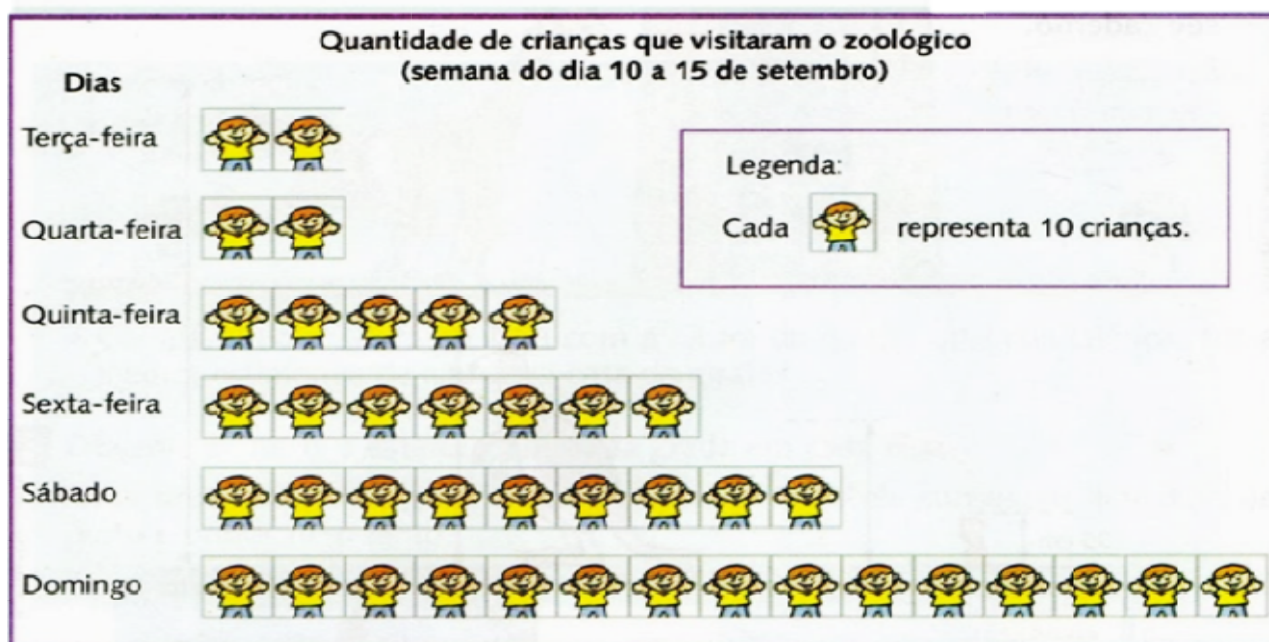 Quantidade de crianças que visitaram o zoológico
(semana do dia 10 a 15 de setembro)
Dias
Terça-feira
Legenda:
Cada representa 10 crianças.
Quarta-feira
Quinta-feira
Sexta-feira
Sábado
Domingo